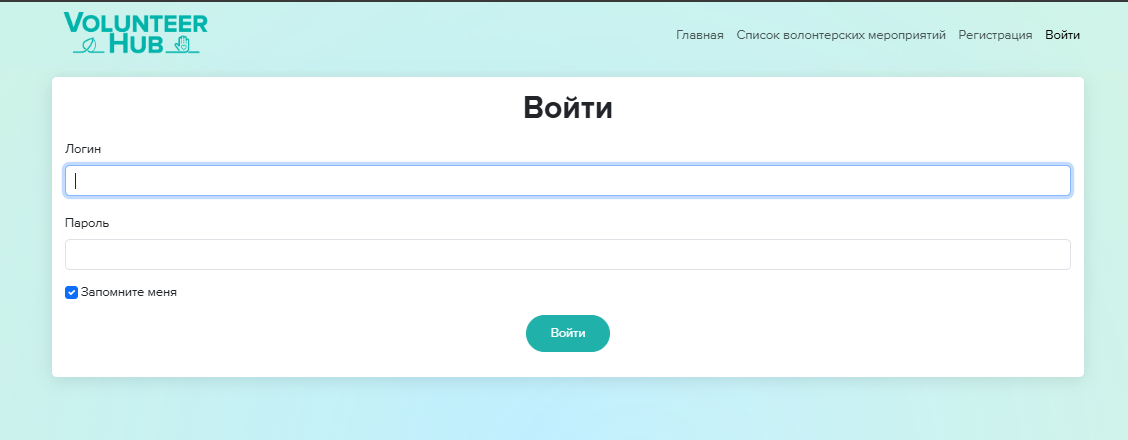 VOLUNTEER
HUB
Главная Список волонтерских мероприятий Регистрация Войти
Войти
Логин
Пароль
Запомните меня
Войти